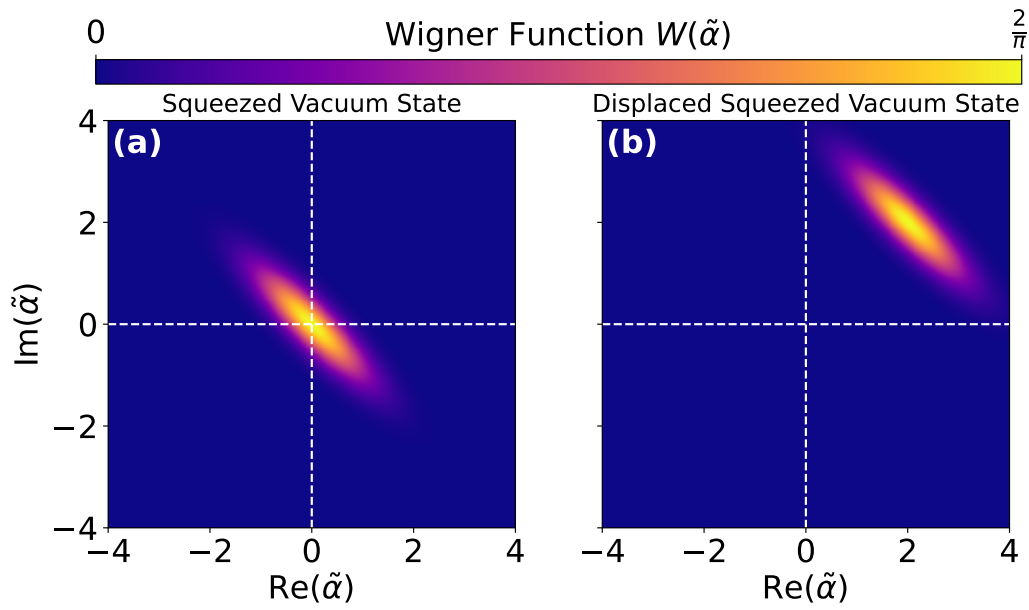 0 Wigner Function W(α̃) 2/π
Squeezed Vacuum State
Displaced Squeezed Vacuum State
(a)
(b)
4
2
0
−2
−4
Im(α̃)
−4 −2 0 2 4
−4 −2 0 2 4
Re(α̃)
Re(α̃)